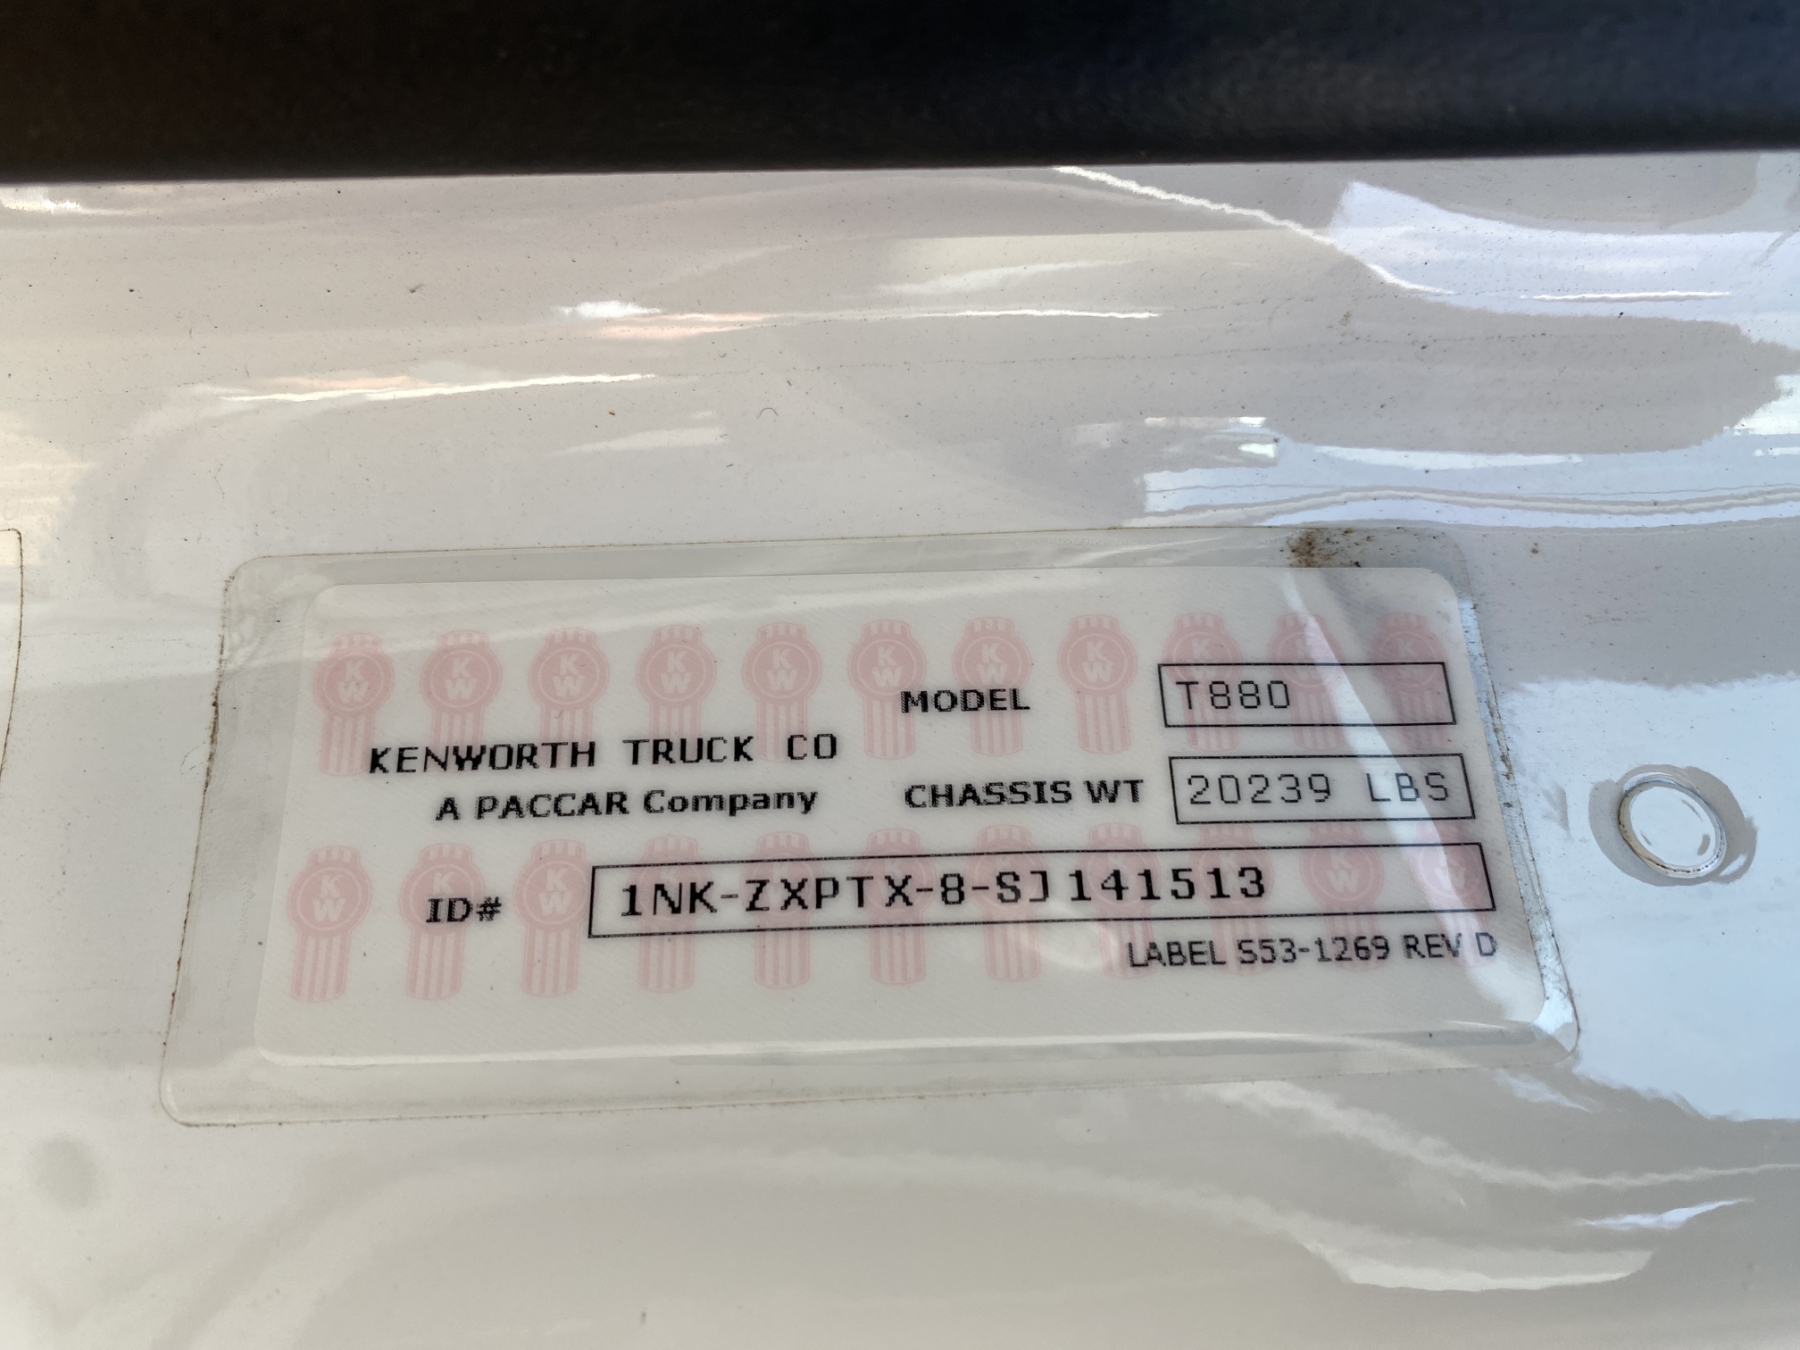 MODEL T880
KENWORTH TRUCK CO
A PACCAR Company
CHASSIS WT 20239 LBS
ID# 1NK-ZXPTX-8-SJ141513
LABEL S53-1269 REV D